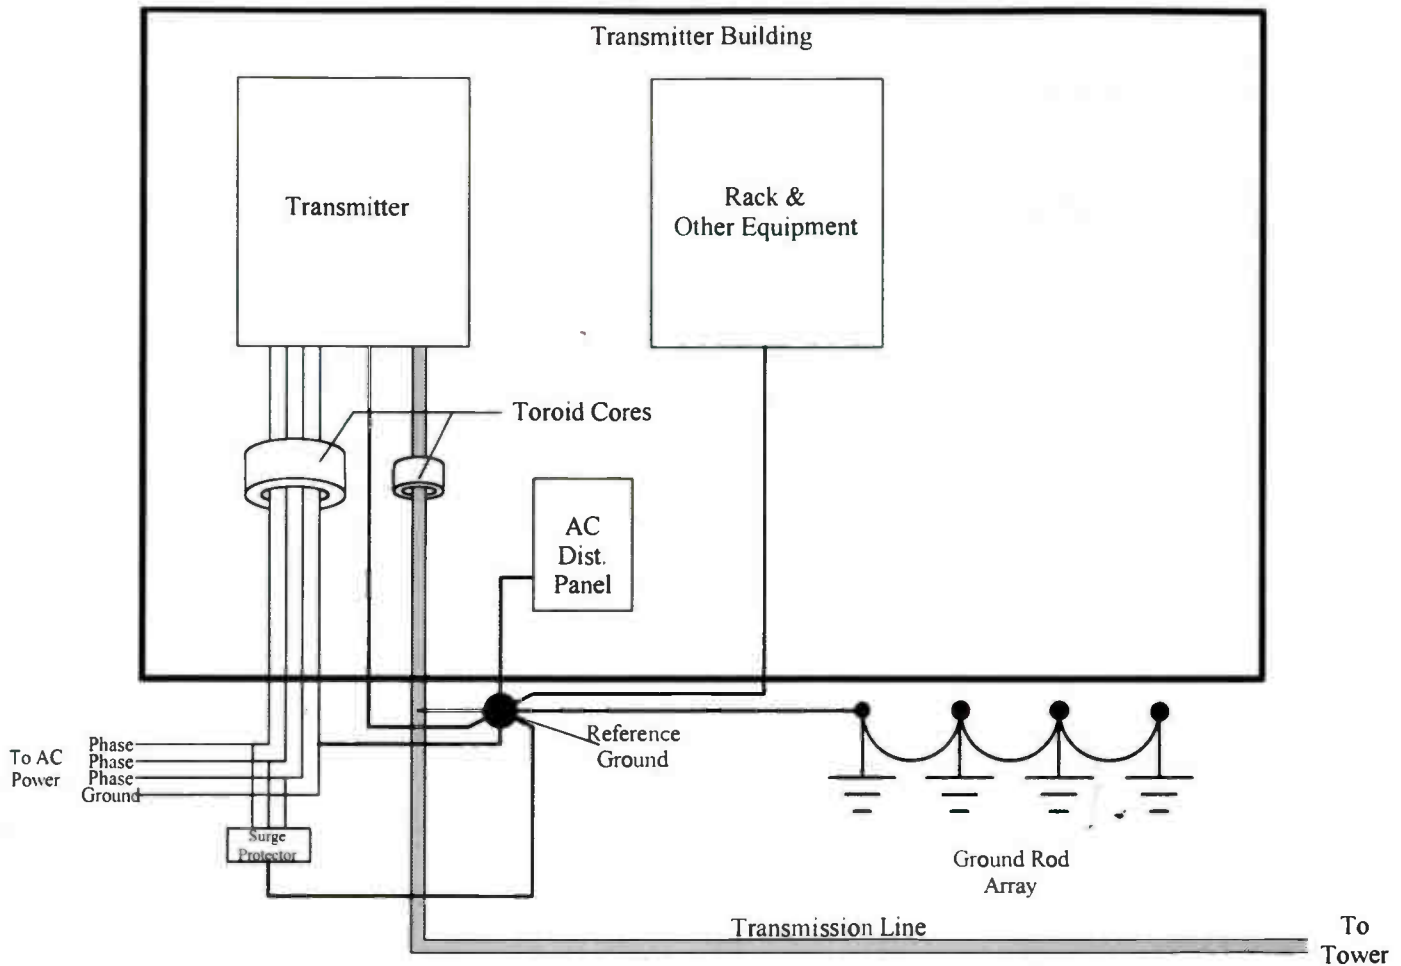 Transmitter Building
Transmitter
Rack &
Other Equipment
Toroid Cores
AC
Dist.
Panel
Reference
Ground
To AC
Power
Phase
Phase
Phase
Ground
Surge
Protector
Ground Rod
Array
Transmission Line
To
Tower